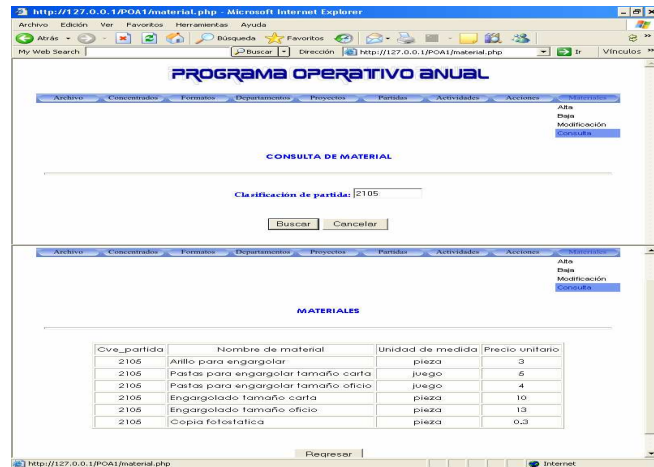 http://127.0.0.1/POA1/material.php - Microsoft Internet Explorer
Archivo Edición Ver Favoritos Herramientas Ayuda
Atrás Búsqueda Favoritos
My Web Search Buscar Dirección http://127.0.0.1/POA1/material.php Ir Vínculos »
PROGRAMA OPERATIVO ANUAL
Archivo Concentrados Formatos Departamentos Proyectos Partidas Actividades Acciones Materiales
Alta
Baja
Modificación
Consulta
CONSULTA DE MATERIAL
Clasificación de partida: 2105
Buscar Cancelar
Archivo Concentrados Formatos Departamentos Proyectos Partidas Actividades Acciones Materiales
Alta
Baja
Modificación
Consulta
MATERIALES
Cve_partida Nombre de material Unidad de medida Precio unitario
2105 Arillo para engargolar pieza 3
2105 Pastas para engargolar tamaño carta juego 5
2105 Pastas para engargolar tamaño oficio juego 4
2105 Engargolado tamaño carta pieza 10
2105 Engargolado tamaño oficio pieza 13
2105 Copia fotostatica pieza 0.3
Regresar
http://127.0.0.1/POA1/material.php Internet